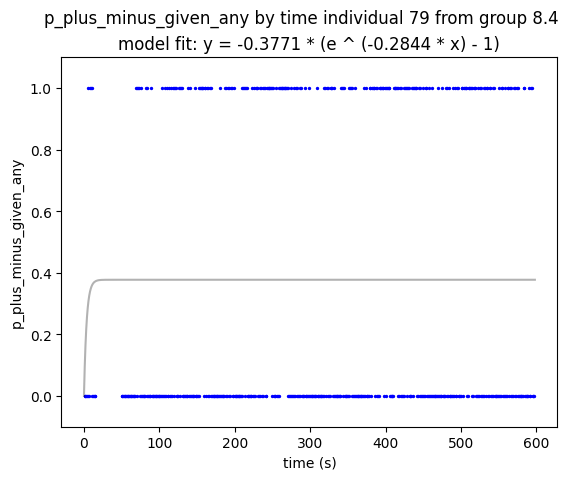 p_plus_minus_given_any by time individual 79 from group 8.4
model fit: y = -0.3771 * (e ^ (-0.2844 * x) - 1)
1.0
0.8
0.6
0.4
0.2
0.0
p_plus_minus_given_any
0 100 200 300 400 500 600
time (s)